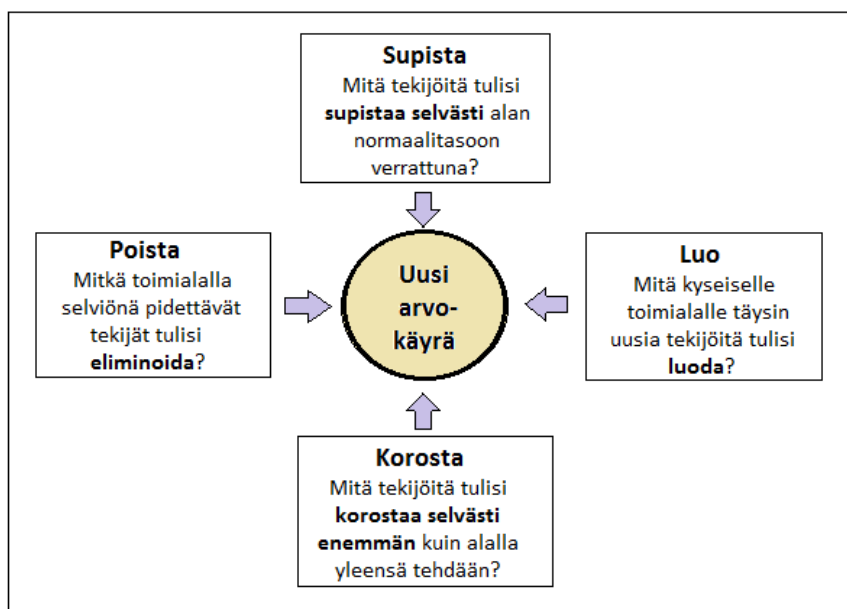 Supista
Mitä tekijöitä tulisi
supistaa selvästi alan
normaalitasoon
verrattuna?
Poista
Mitkä toimialalla
selviönä pidettävät
tekijät tulisi
eliminoida?
Uusi
arvo-
käyrä
Luo
Mitä kyseiselle
toimialalle täysin
uusia tekijöitä tulisi
luoda?
Korosta
Mitä tekijöitä tulisi
korostaa selvästi
enemmän kuin alalla
yleensä tehdään?